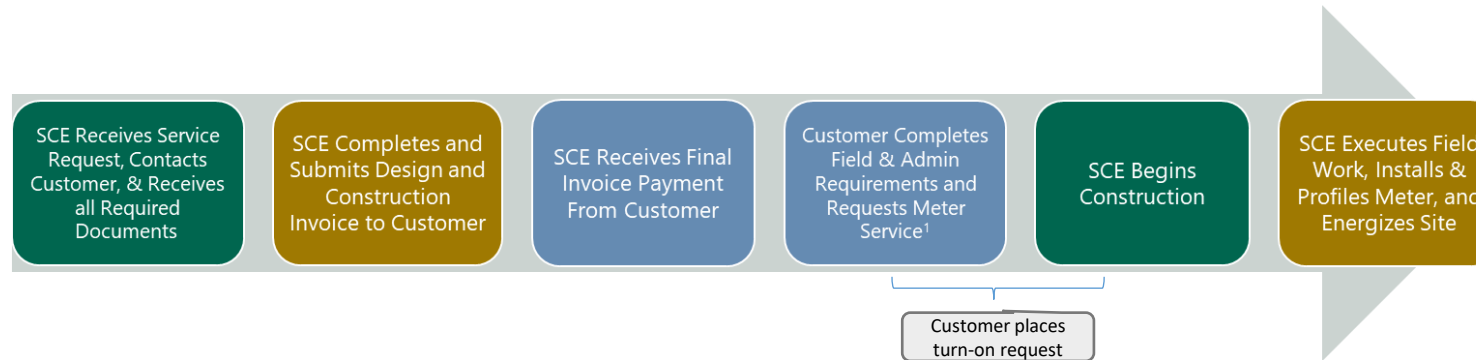 SCE Receives Service
Request, Contacts
Customer, & Receives
all Required
Documents
SCE Completes and
Submits Design and
Construction
Invoice to Customer
SCE Receives Final
Invoice Payment
From Customer
Customer Completes
Field & Admin
Requirements and
Requests Meter
Service¹
SCE Begins
Construction
SCE Executes Field
Work, Installs &
Profiles Meter, and
Energizes Site
Customer places
turn-on request